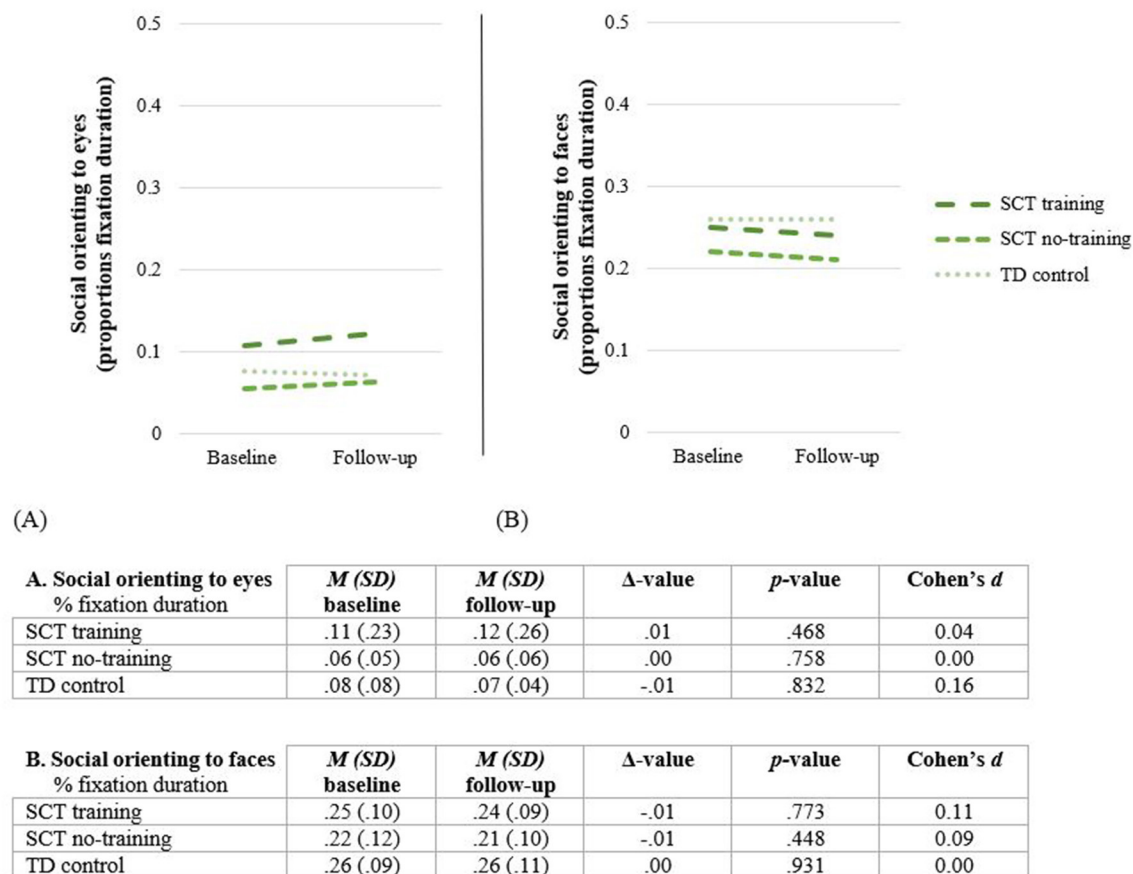 Social orienting to eyes
(proportions fixation duration)
0.5
0.4
0.3
0.2
0.1
0
Baseline Follow-up
Social orienting to faces
(proportions fixation duration)
0.5
0.4
0.3
0.2
0.1
0
Baseline Follow-up
SCT training
SCT no-training
TD control
(A)
(B)
A. Social orienting to eyes M (SD) M (SD) Δ-value p-value Cohen's d
% fixation duration baseline follow-up
SCT training .11 (.23) .12 (.26) .01 .468 0.04
SCT no-training .06 (.05) .06 (.06) .00 .758 0.00
TD control .08 (.08) .07 (.04) -.01 .832 0.16
B. Social orienting to faces M (SD) M (SD) Δ-value p-value Cohen's d
% fixation duration baseline follow-up
SCT training .25 (.10) .24 (.09) -.01 .773 0.11
SCT no-training .22 (.12) .21 (.10) -.01 .448 0.09
TD control .26 (.09) .26 (.11) .00 .931 0.00